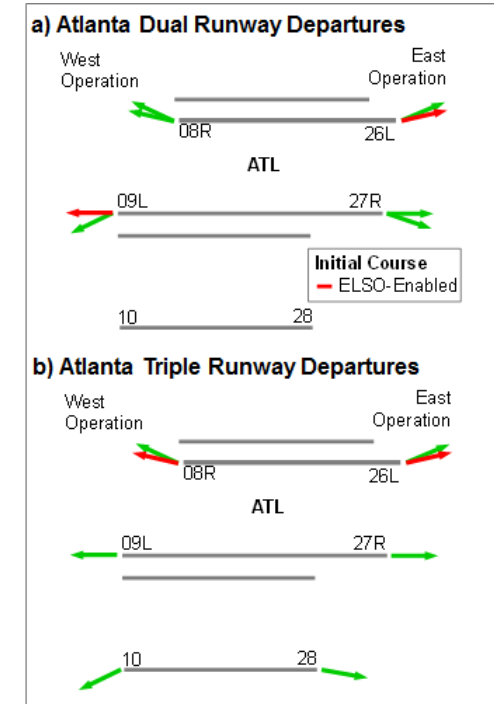 a) Atlanta Dual Runway Departures
West
Operation
East
Operation
08R
26L
ATL
09L
27R
Initial Course
ELSO-Enabled
10
28
b) Atlanta Triple Runway Departures
West
Operation
East
Operation
08R
26L
ATL
09L
27R
10
28